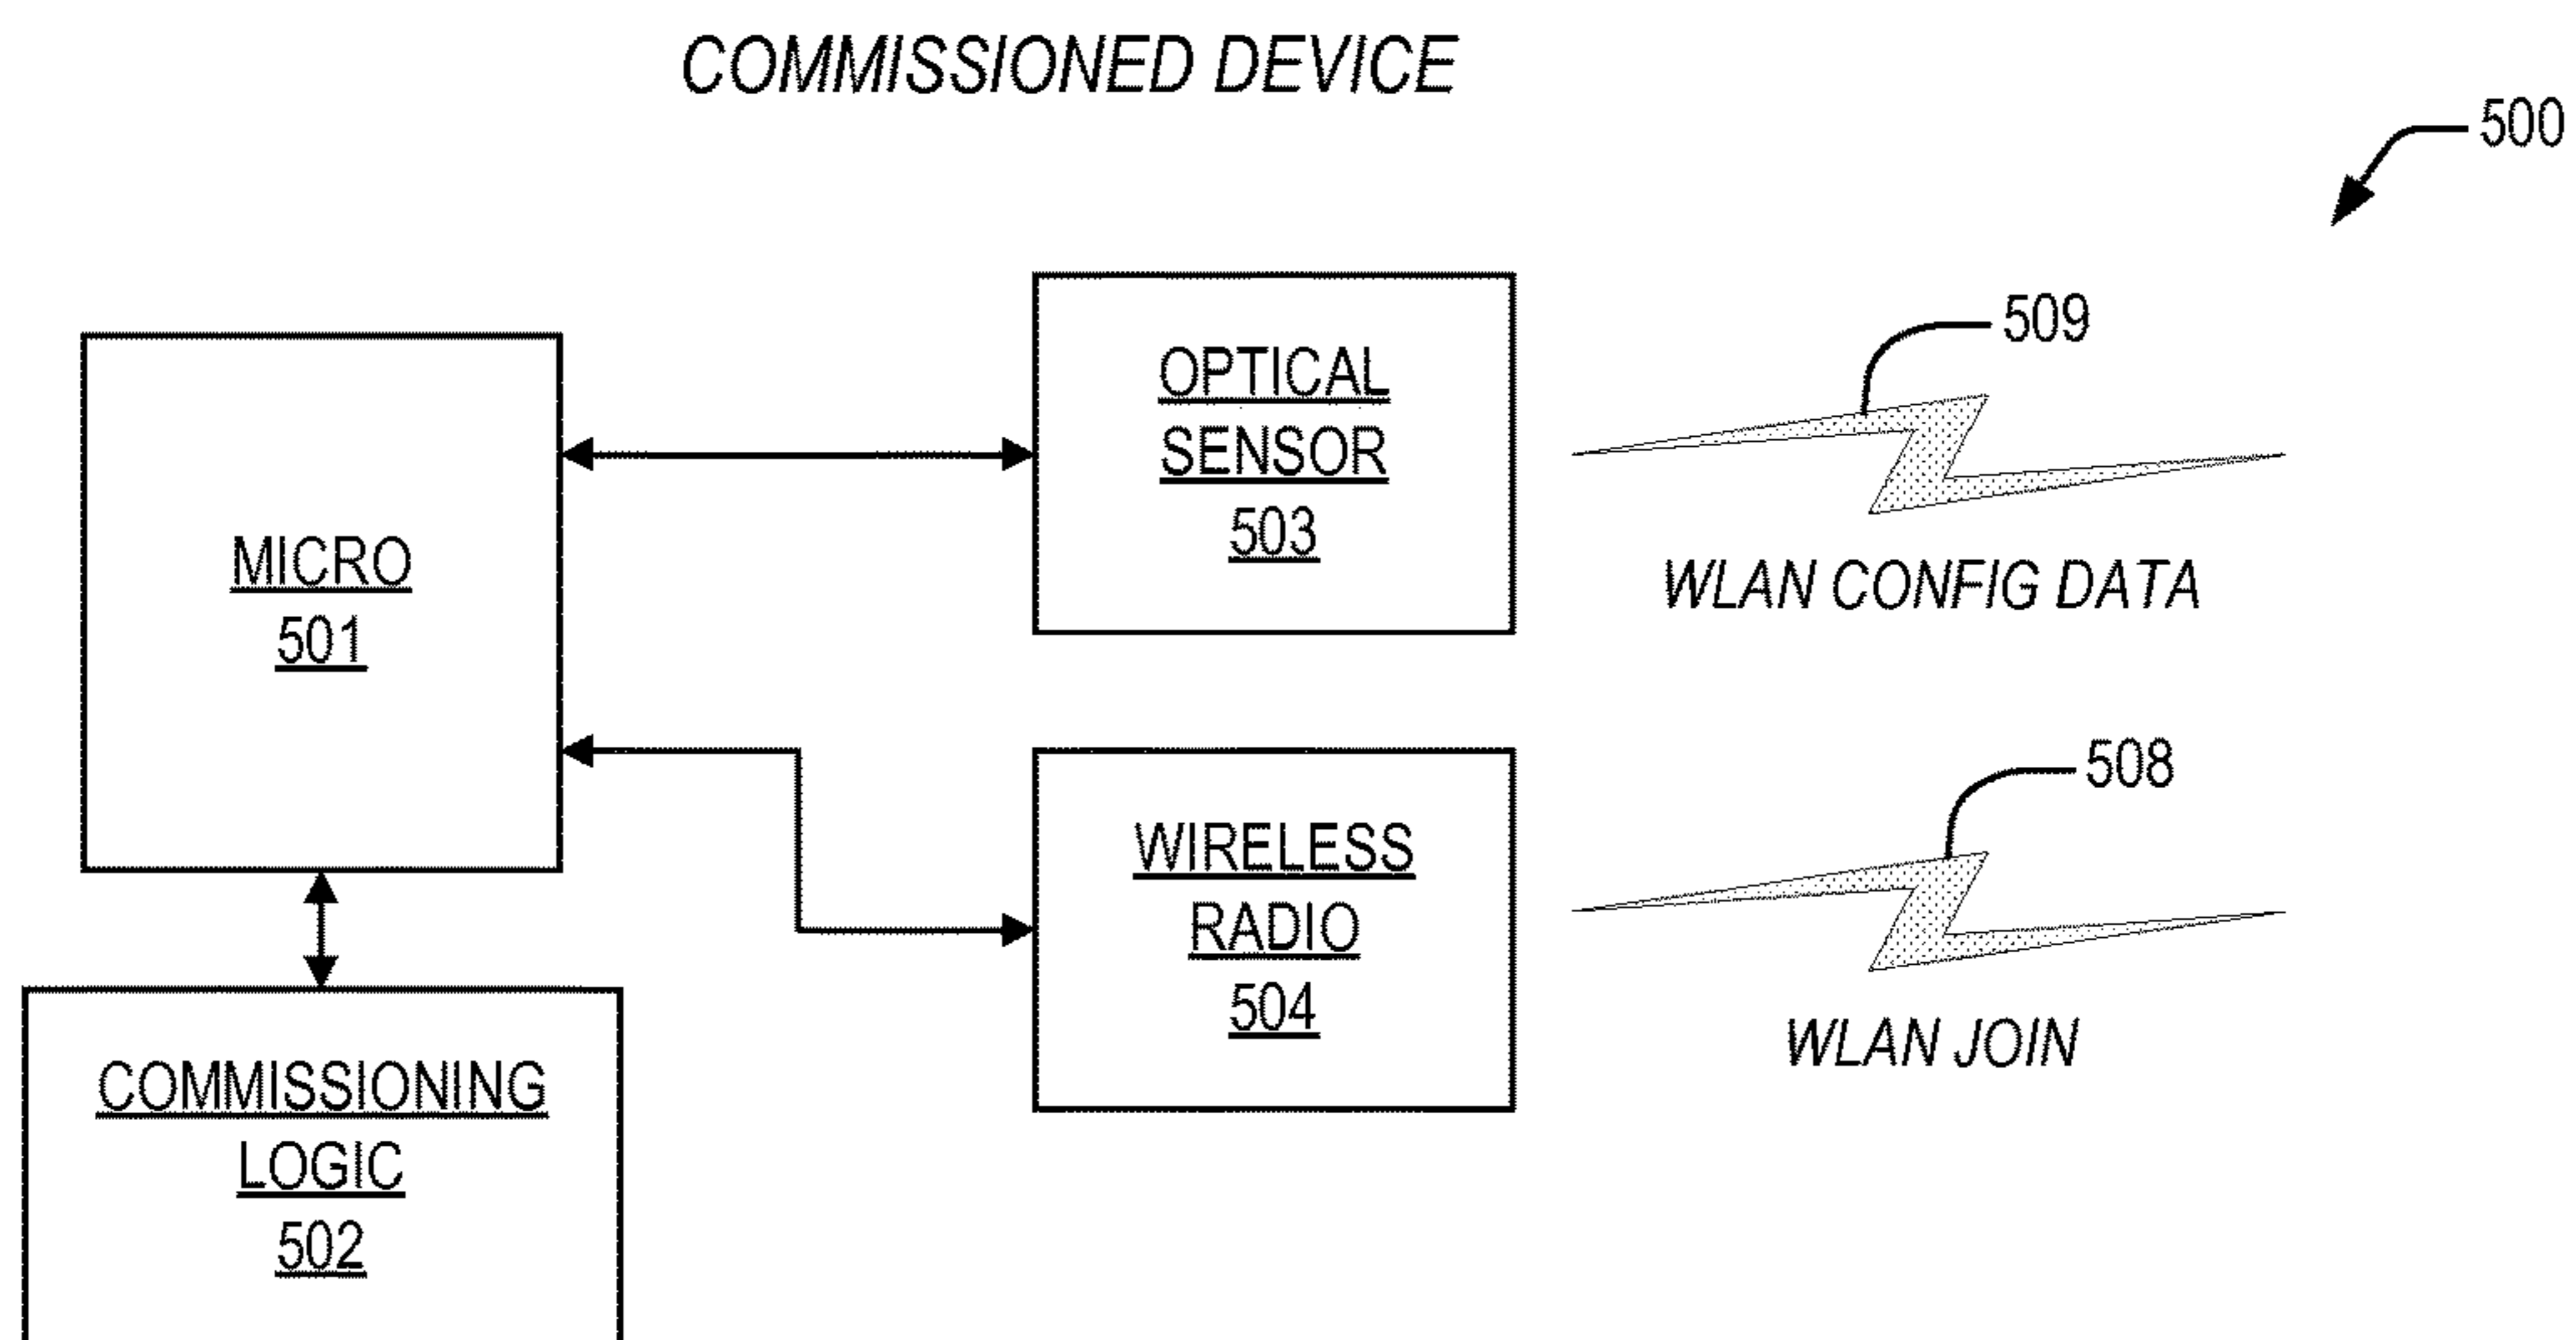 COMMISSIONED DEVICE
500
OPTICAL
SENSOR
503
509
WLAN CONFIG DATA
MICRO
501
WIRELESS
RADIO
504
508
WLAN JOIN
COMMISSIONING
LOGIC
502